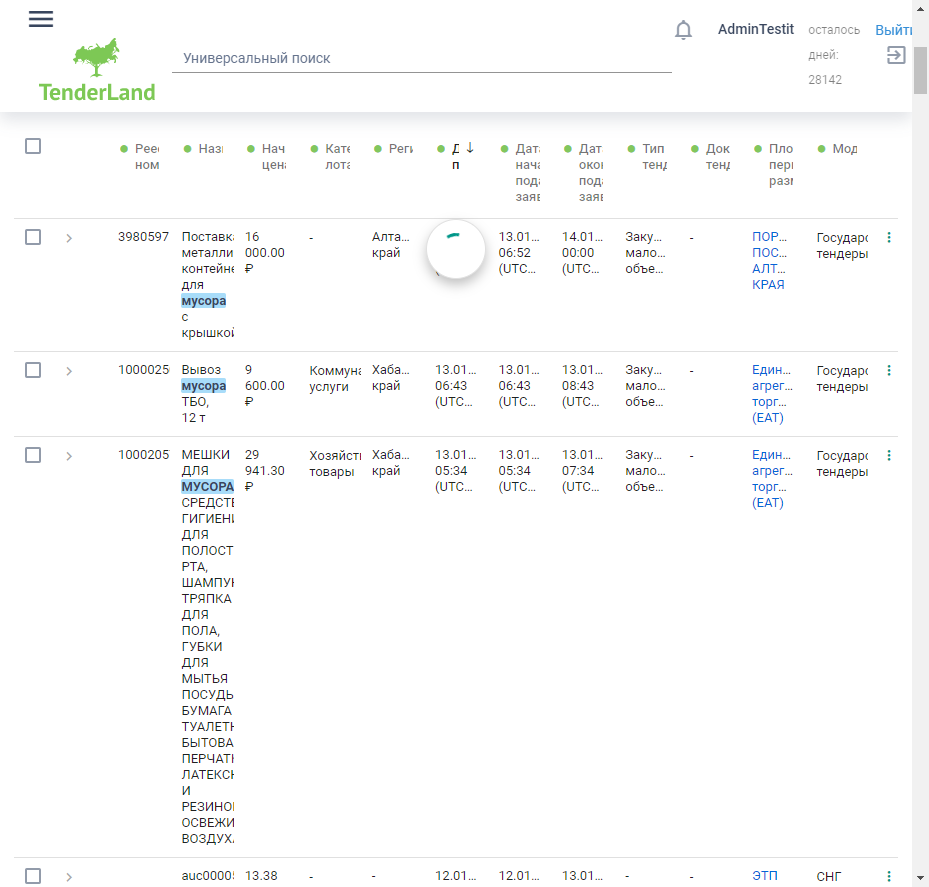 AdminTestit
осталось
дней:
28142
Выйти
Универсальный поиск
TenderLand
Реес
ном
Назв
Нач
цена
Кате
лота
Реги
Д
п
Дата
нача
пода
заяв
Дат
око
пода
заяв
Тип
тенд
Док
тенд
Пло
пері
разм
Мод
3980597
Поставка
металли
контейне
для
мусора
с
крышкой
16
000.00
₽
-
Алта...
край
13.01...
06:52
(UTC...
14.01...
00:00
(UTC...
Заку...
мало...
объе...
-
ПОР...
ПОС...
АЛТ...
КРАЯ
Государс
тендеры
1000250
Вывоз
мусора
ТБО,
12 т
9
600.00
₽
Коммуна
услуги
Хаба...
край
13.01...
06:43
(UTC...
13.01...
06:43
(UTC...
13.01...
08:43
(UTC...
Заку...
мало...
объе...
-
Един...
агрег...
торг...
(ЕАТ)
Государс
тендеры
1000205
МЕШКИ
ДЛЯ
МУСОРА
СРЕДСТВ
ГИГИЕНЫ
ДЛЯ
ПОЛОСТ
РТА,
ШАМПУН
ТРЯПКА
ДЛЯ
ПОЛА,
ГУБКИ
ДЛЯ
МЫТЬЯ
ПОСУДЫ
БУМАГА
ТУАЛЕТН
БЫТОВА
ПЕРЧАТК
ЛАТЕКСН
И
РЕЗИНОВ
ОСВЕЖИ
ВОЗДУХА
29
941.30
₽
Хозяйств
товары
Хаба...
край
13.01...
05:34
(UTC...
13.01...
05:34
(UTC...
13.01...
07:34
(UTC...
Заку...
мало...
объе...
-
Един...
агрег...
торг...
(ЕАТ)
Государс
тендеры
auc00005
13.38
-
-
12.01...
12.01...
13.01...
-
-
ЭТП
СНГ